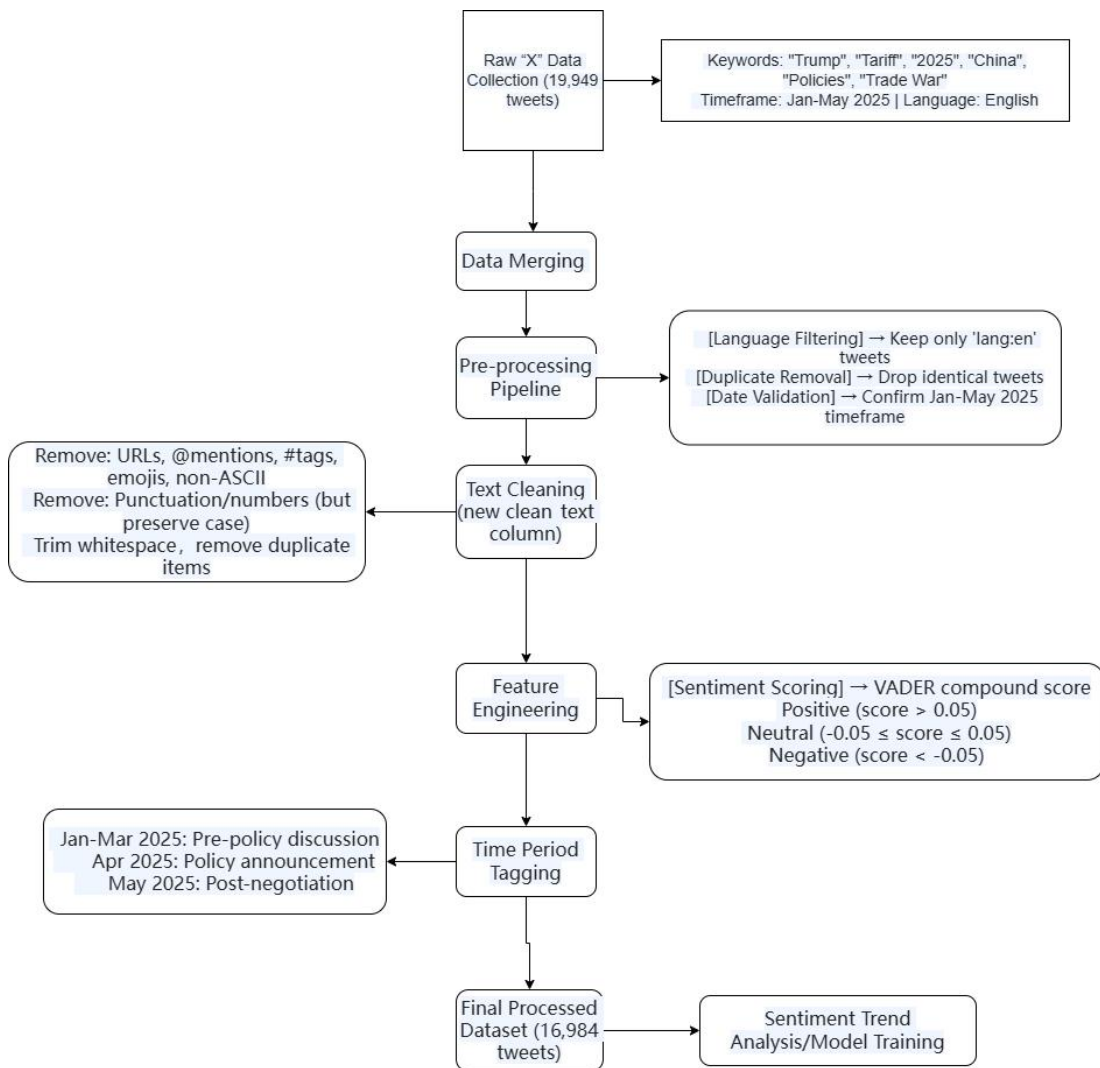 Raw “X” Data
Collection (19,949
tweets)
Keywords: "Trump", "Tariff", "2025", "China",
"Policies", "Trade War"
Timeframe: Jan-May 2025 | Language: English
Data Merging
Pre-processing
Pipeline
[Language Filtering] → Keep only 'lang:en'
tweets
[Duplicate Removal] → Drop identical tweets
[Date Validation] → Confirm Jan-May 2025
timeframe
Remove: URLs, @mentions, #tags,
emojis, non-ASCII
Remove: Punctuation/numbers (but
preserve case)
Trim whitespace，remove duplicate
items
Text Cleaning
(new clean text
column)
Feature
Engineering
[Sentiment Scoring] → VADER compound score
Positive (score > 0.05)
Neutral (-0.05 ≤ score ≤ 0.05)
Negative (score < -0.05)
Jan-Mar 2025: Pre-policy discussion
Apr 2025: Policy announcement
May 2025: Post-negotiation
Time Period
Tagging
Final Processed
Dataset (16,984
tweets)
Sentiment Trend
Analysis/Model Training